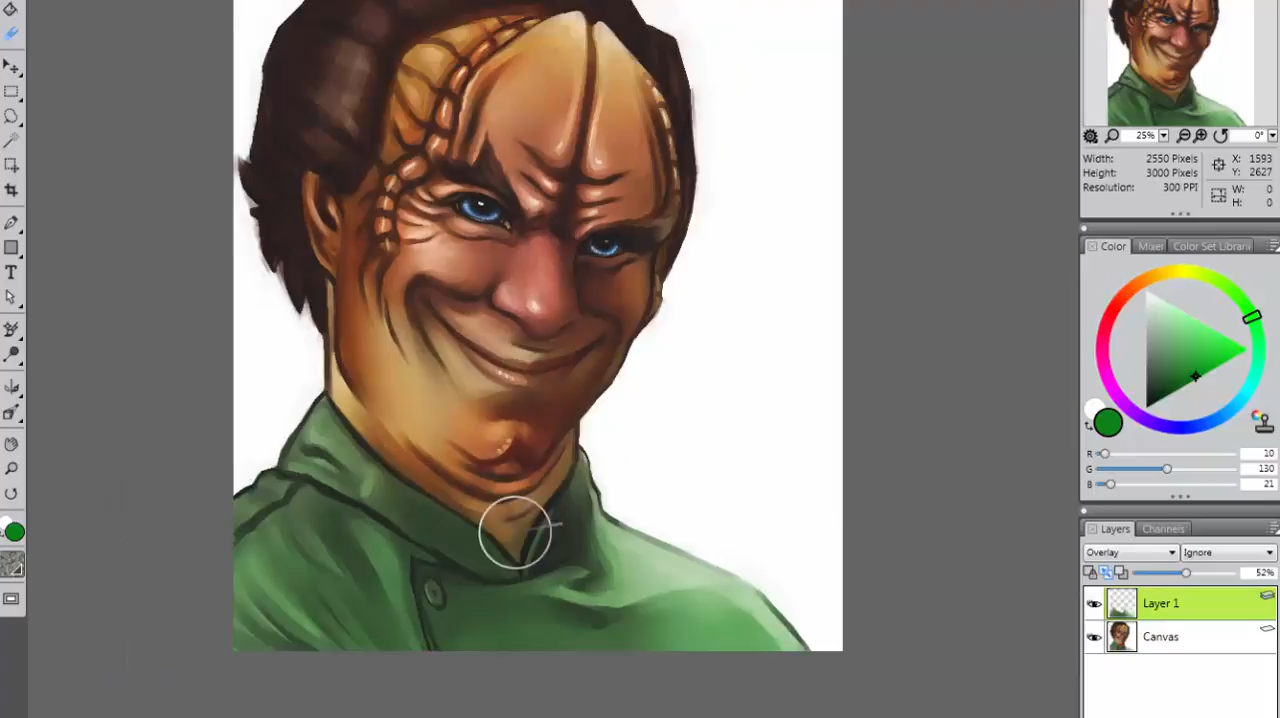 25%
0°
Width: 2550 Pixels
Height: 3000 Pixels
Resolution: 300 PPI
X: 1593
Y: 2627
W: 0
H: 0
Color Mixer Color Set Librari
R 10
G 130
B 21
Layers Channels
Overlay Ignore
52%
Layer 1
Canvas
T